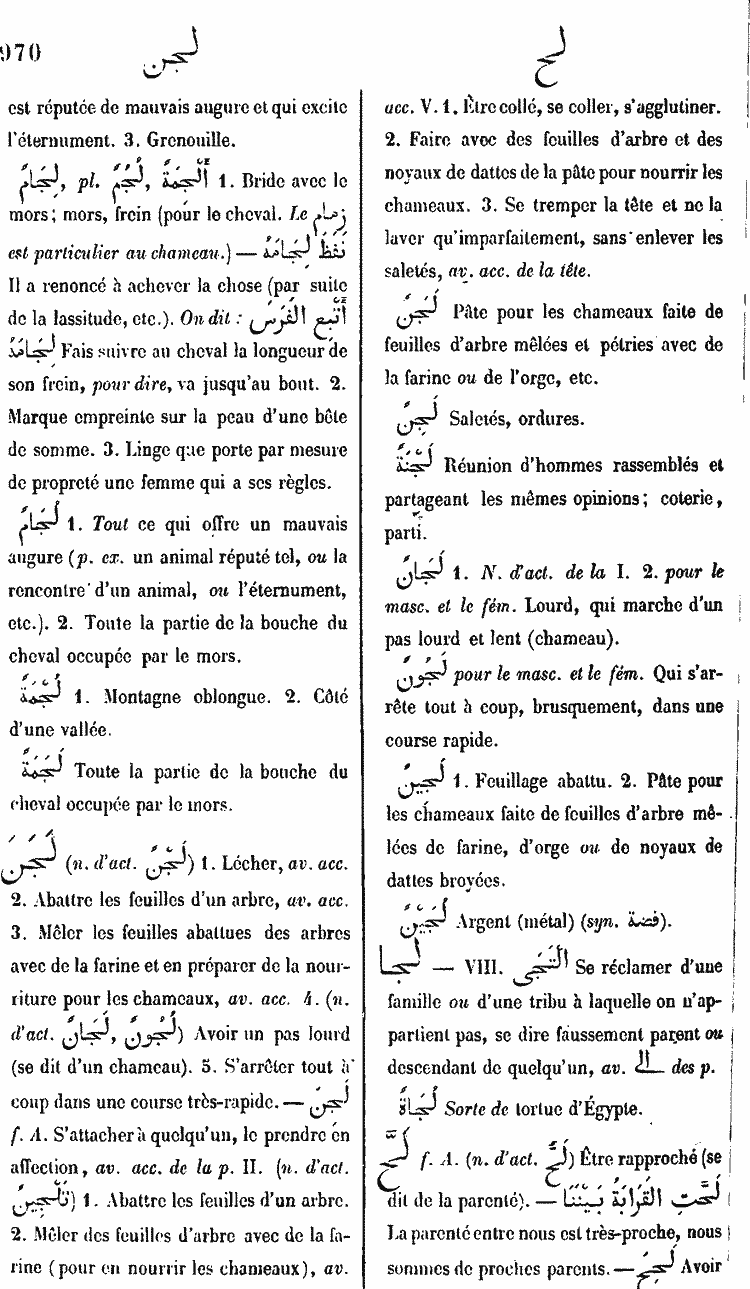 970
لجن
لح
est réputée de mauvais augure et qui excite
l'éternument. 3. Grenouille.
لِجَامٌ, pl. لُجُمٌ, أَلْجِمَةٌ 1. Bride avec le
mors; mors, frein (pour le cheval. Le زمام
est particulier au chameau.) — لَفَظَ لِجَامَهُ
Il a renoncé à achever la chose (par suite
de la lassitude, etc.). On dit : أَتْبِعِ الفَرَسَ
لِجَامَهُ Fais suivre au cheval la longueur de
son frein, pour dire, va jusqu'au bout. 2.
Marque empreinte sur la peau d'une bête
de somme. 3. Linge que porte par mesure
de propreté une femme qui a ses règles.
لُجَامٌ 1. Tout ce qui offre un mauvais
augure (p. ex. un animal réputé tel, ou la
rencontre d'un animal, ou l'éternument,
etc.). 2. Toute la partie de la bouche du
cheval occupée par le mors.
لُجْمَةٌ 1. Montagne oblongue. 2. Côté
d'une vallée.
لَجَمَةٌ Toute la partie de la bouche du
cheval occupée par le mors.
لَجَنَ (n. d'act. لَجْنٌ) 1. Lécher, av. acc.
2. Abattre les feuilles d'un arbre, av. acc.
3. Mêler les feuilles abattues des arbres
avec de la farine et en préparer de la nour-
riture pour les chameaux, av. acc. 4. (n.
d'act. لُجُونٌ, لِجَانٌ) Avoir un pas lourd
(se dit d'un chameau). 5. S'arrêter tout à
coup dans une course très-rapide. — لَجِنَ
f. A. S'attacher à quelqu'un, le prendre en
affection, av. acc. de la p. II. (n. d'act.
تَلْجِينٌ) 1. Abattre les feuilles d'un arbre.
2. Mêler des feuilles d'arbre avec de la fa-
rine (pour en nourrir les chameaux), av.
acc. V. 1. Être collé, se coller, s'agglutiner.
2. Faire avec des feuilles d'arbre et des
noyaux de dattes de la pâte pour nourrir les
chameaux. 3. Se tremper la tête et ne la
laver qu'imparfaitement, sans enlever les
saletés, av. acc. de la tête.
لَجَنٌ Pâte pour les chameaux faite de
feuilles d'arbre mêlées et pétries avec de
la farine ou de l'orge, etc.
لَجِنٌ Saletés, ordures.
لَجْنَةٌ Réunion d'hommes rassemblés et
partageant les mêmes opinions; coterie,
parti.
لِجَانٌ 1. N. d'act. de la I. 2. pour le
masc. et le fém. Lourd, qui marche d'un
pas lourd et lent (chameau).
لَجُونٌ pour le masc. et le fém. Qui s'ar-
rête tout à coup, brusquement, dans une
course rapide.
لَجِينٌ 1. Feuillage abattu. 2. Pâte pour
les chameaux faite de feuilles d'arbre mê-
lées de farine, d'orge ou de noyaux de
dattes broyées.
لُجَيْنٌ Argent (métal) (syn. فضة).
لجا — VIII. اِلْتَجَى Se réclamer d'une
famille ou d'une tribu à laquelle on n'ap-
partient pas, se dire faussement parent ou
descendant de quelqu'un, av. الى des p.
لَجَاةٌ Sorte de tortue d'Égypte.
لَحَّ f. A. (n. d'act. لَحٌّ) Être rapproché (se
dit de la parenté). — لَحَّتِ القَرَابَةُ بَيْنَنَا
La parenté entre nous est très-proche, nous
sommes de proches parents. — لَحِحَ Avoir